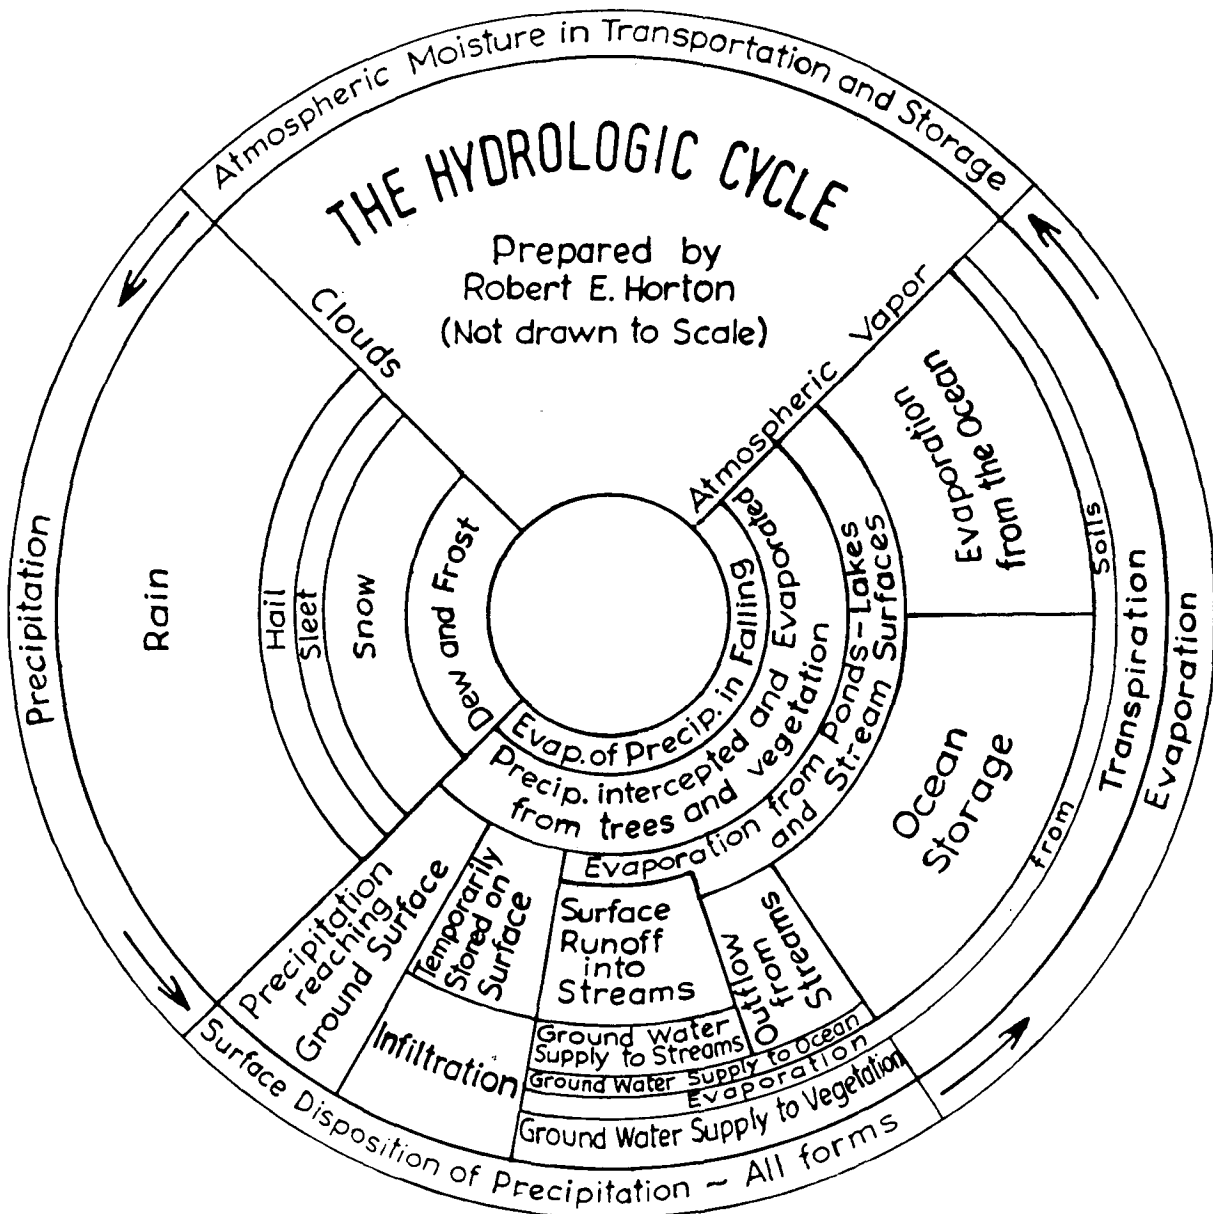 Atmospheric Moisture in Transportation and Storage
THE HYDROLOGIC CYCLE
Prepared by
Robert E. Horton
(Not drawn to Scale)
Clouds
Atmospheric Vapor
Precipitation
Rain
Hail
Sleet
Snow
Dew and Frost
Evap. of Precip. in Falling
Precip. intercepted and Evaporated
from trees and vegetation
Evaporation from Ponds-Lakes
and Stream Surfaces
Evaporation
from the Ocean
Ocean
Storage
Evaporation from Soils
Transpiration
Evaporation
Precipitation
reaching
Ground Surface
Temporarily
Stored on
Surface
Infiltration
Surface
Runoff
into
Streams
Outflow
from
Streams
Ground Water
Supply to Streams
Ground Water Supply to Ocean
Ground Water Supply to Vegetation
Surface Disposition of Precipitation ~ All forms